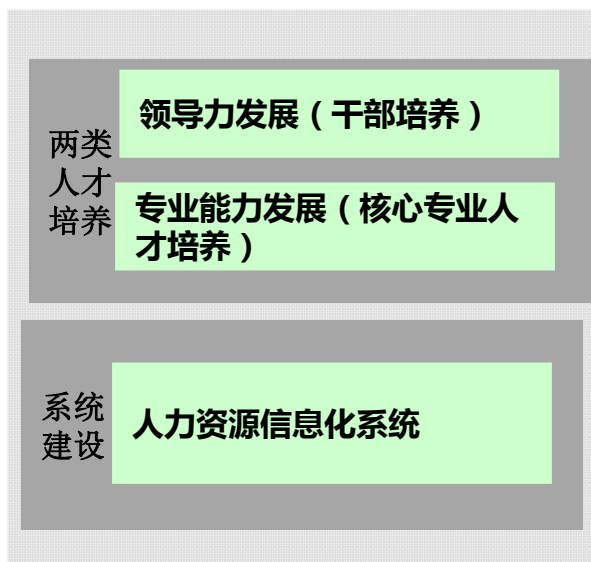 两类
人才
培养
领导力发展（干部培养）
专业能力发展（核心专业人
才培养）
系统
建设
人力资源信息化系统